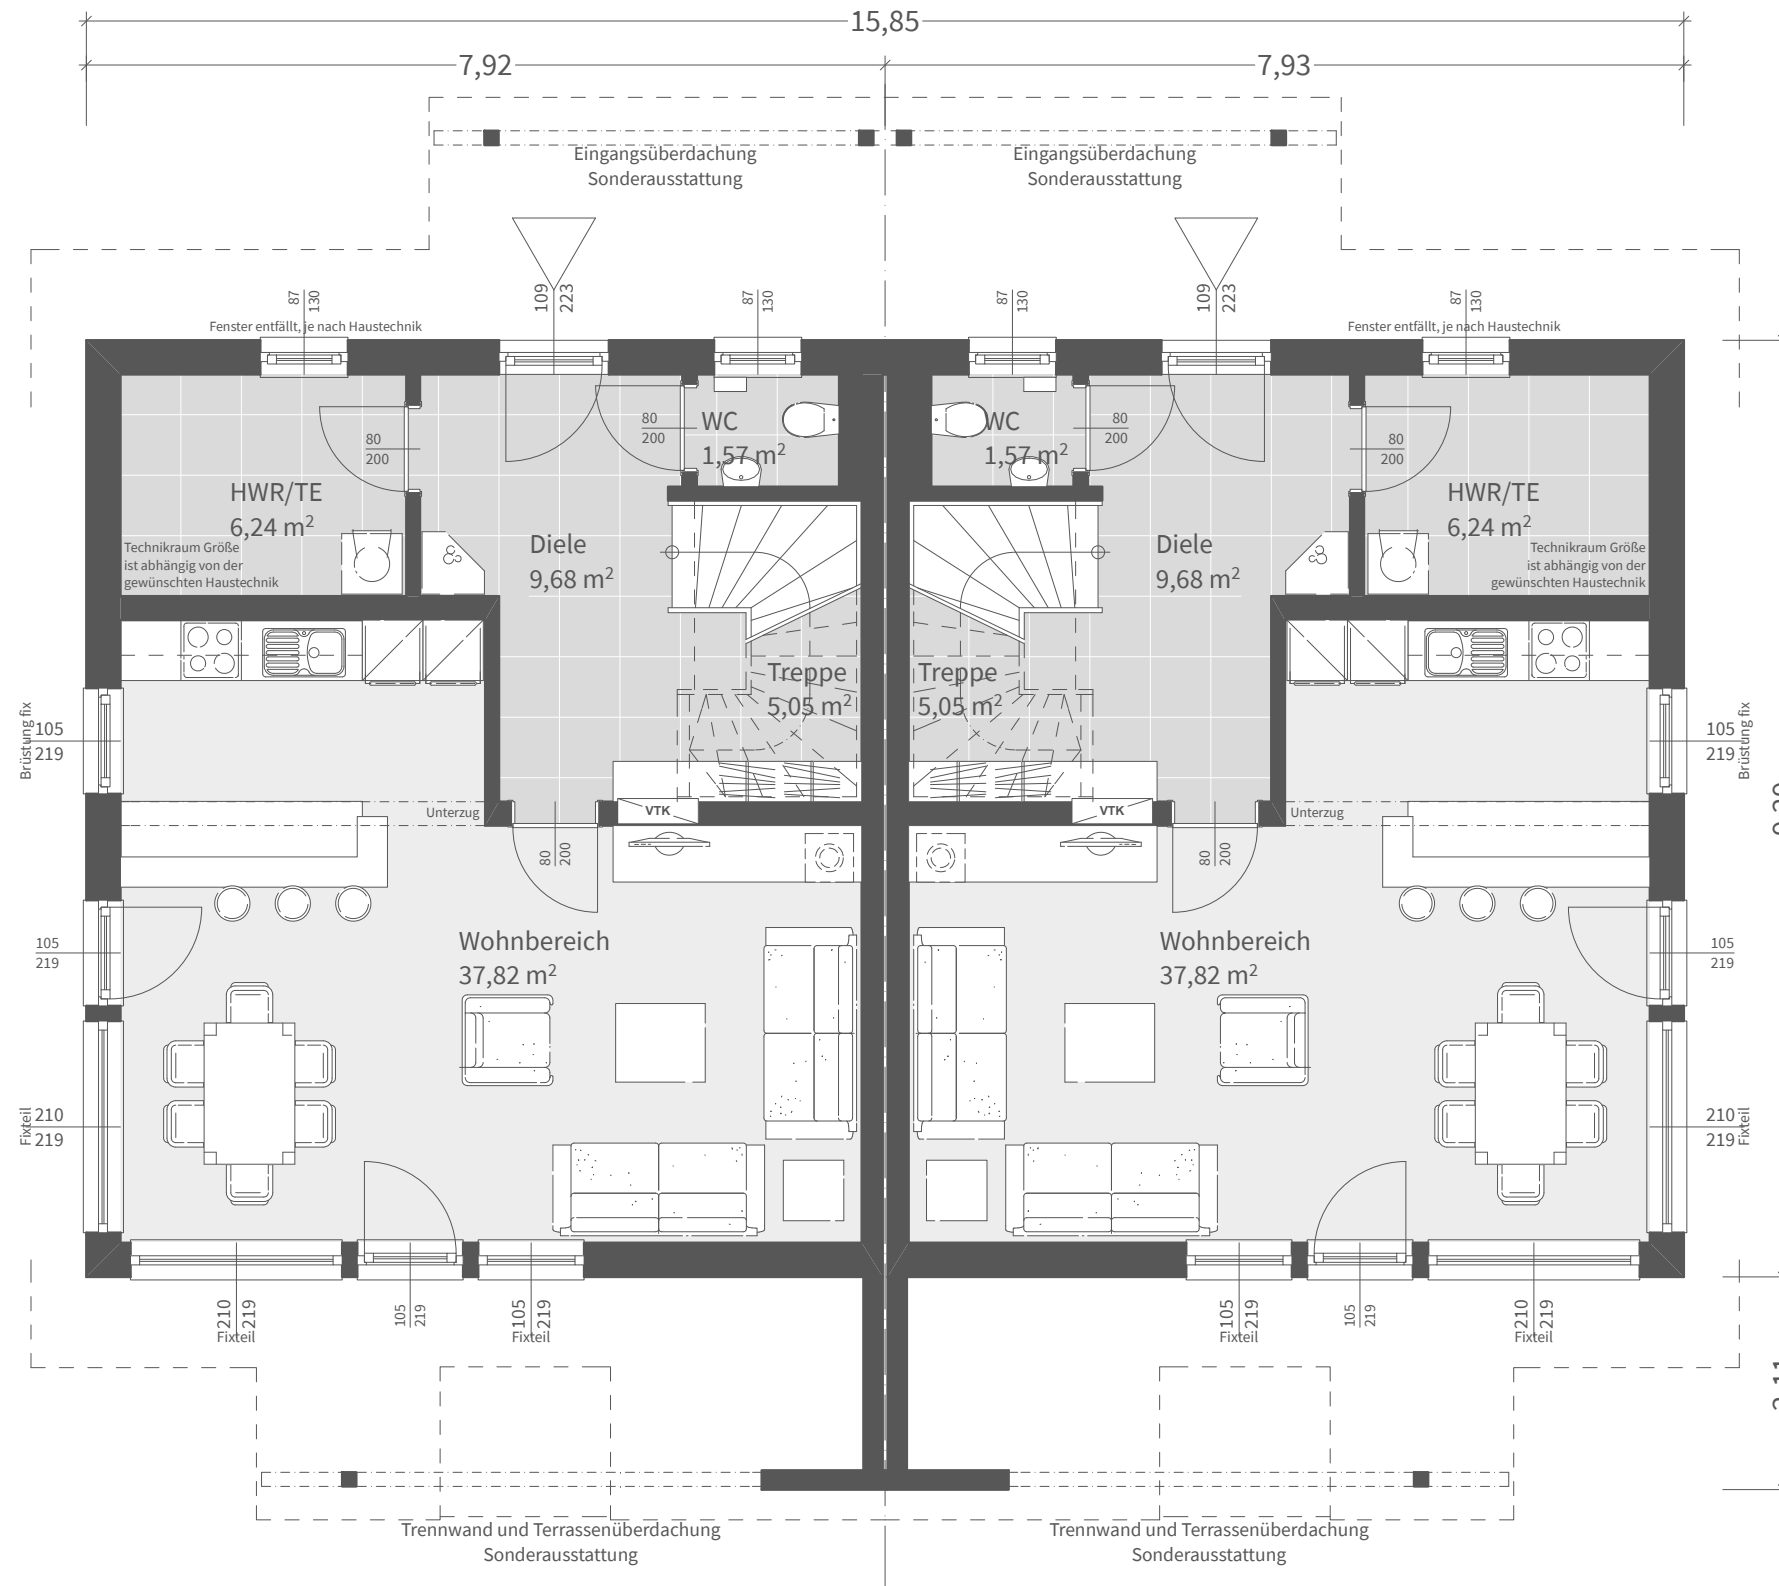 15,85
7,92
7,93
Eingangsüberdachung
Sonderausstattung
Eingangsüberdachung
Sonderausstattung
87
130
109
223
87
130
87
130
109
223
87
130
Fenster entfällt, je nach Haustechnik
Fenster entfällt, je nach Haustechnik
80
200
80
200
WC
1,57 m²
WC
1,57 m²
80
200
80
200
HWR/TE
6,24 m²
Technikraum Größe
ist abhängig von der
gewünschten Haustechnik
Diele
9,68 m²
Diele
9,68 m²
HWR/TE
6,24 m²
Technikraum Größe
ist abhängig von der
gewünschten Haustechnik
Treppe
5,05 m²
Treppe
5,05 m²
Brüstung fix
105
219
105
219
Brüstung fix
Unterzug
VTK
VTK
Unterzug
80
200
80
200
105
219
Wohnbereich
37,82 m²
Wohnbereich
37,82 m²
105
219
Fixteil
210
219
210
219
Fixteil
210
219
Fixteil
105
219
105
219
Fixteil
105
219
Fixteil
105
219
210
219
Fixteil
Trennwand und Terrassenüberdachung
Sonderausstattung
Trennwand und Terrassenüberdachung
Sonderausstattung